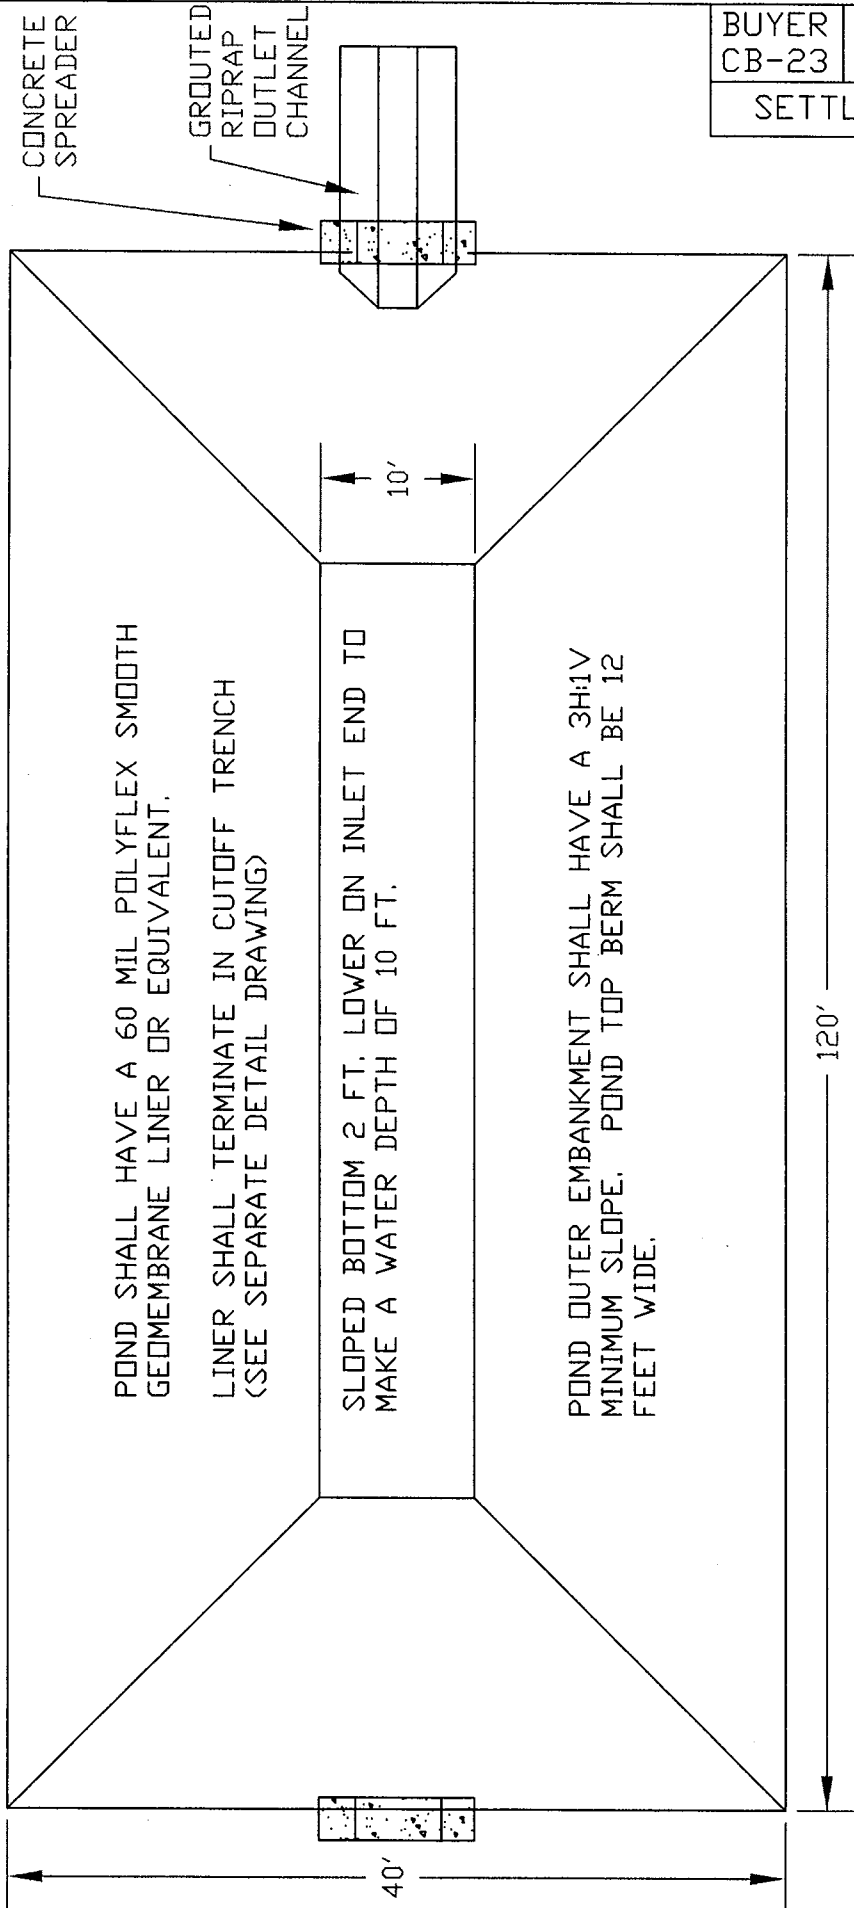 CONCRETE
SPREADER
GROUTED
RIPRAP
OUTLET
CHANNEL
BUYER
CB-23
SETTL
POND SHALL HAVE A 60 MIL POLYFLEX SMOOTH
GEOMEMBRANE LINER OR EQUIVALENT.
LINER SHALL TERMINATE IN CUTOFF TRENCH
(SEE SEPARATE DETAIL DRAWING)
10'
SLOPED BOTTOM 2 FT. LOWER ON INLET END TO
MAKE A WATER DEPTH OF 10 FT.
POND OUTER EMBANKMENT SHALL HAVE A 3H:1V
MINIMUM SLOPE. POND TOP BERM SHALL BE 12
FEET WIDE.
120'
40'